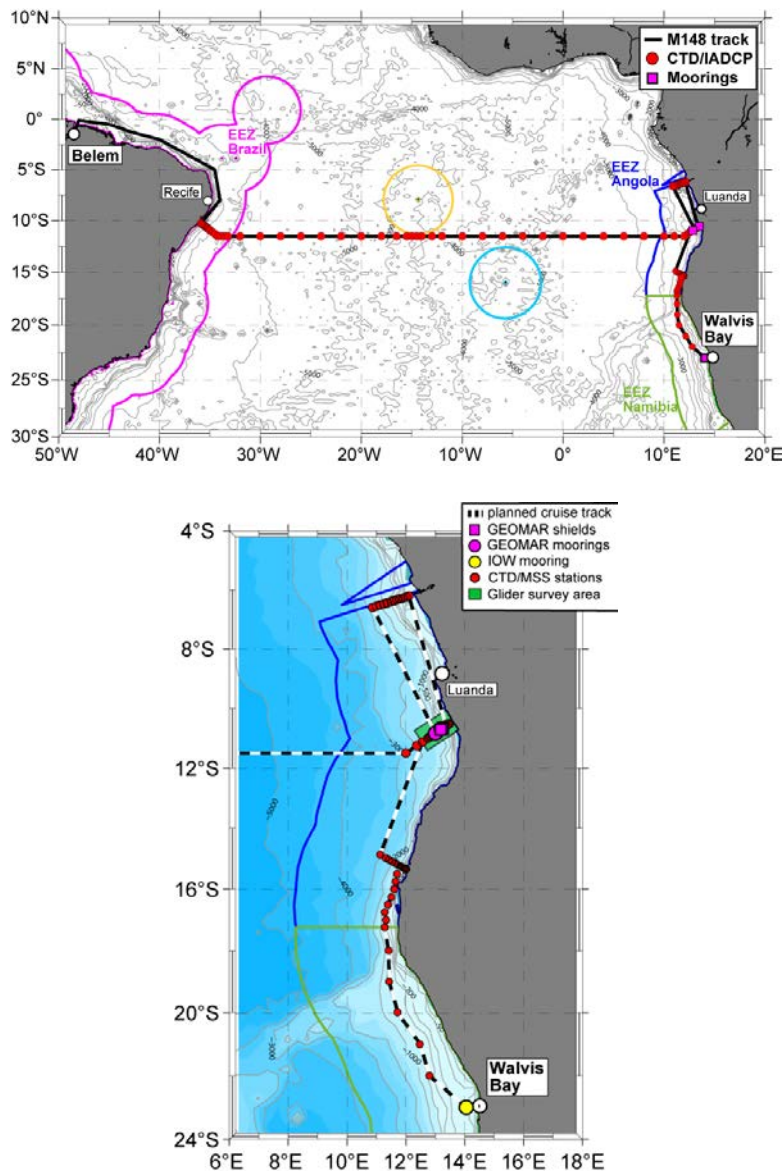 10°N
5°N
0°
5°S
10°S
15°S
20°S
25°S
30°S
50°W
40°W
30°W
20°W
10°W
0°
10°E
20°E
M148 track
CTD/lADCP
Moorings
EEZ
Brazil
Belem
Recife
EEZ
Angola
Luanda
Walvis
Bay
EEZ
Namibia
planned cruise track
GEOMAR shields
GEOMAR moorings
IOW mooring
CTD/MSS stations
Glider survey area
4°S
8°S
12°S
16°S
20°S
24°S
6°E
8°E
10°E
12°E
14°E
16°E
18°E
Luanda
Walvis
Bay